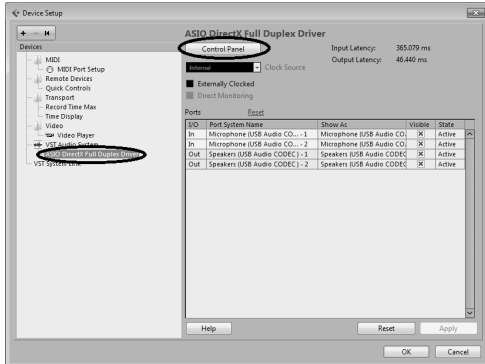 Device Setup
ASIO DirectX Full Duplex Driver
Devices
Control Panel
Input Latency: 365.079 ms
Output Latency: 46.440 ms
Internal
Clock Source
Externally Clocked
Direct Monitoring
MIDI
MIDI Port Setup
Remote Devices
Quick Controls
Transport
Record Time Max
Time Display
Video
Video Player
VST Audio System
ASIO DirectX Full Duplex Driver
VST System Link
Ports Reset
I/O Port System Name Show As Visible State
In Microphone (USB Audio CO... - 1 Microphone (USB Audio CO. Active
In Microphone (USB Audio CO... - 2 Microphone (USB Audio CO. Active
Out Speakers (USB Audio CODEC ) - 1 Speakers (USB Audio CODEC Active
Out Speakers (USB Audio CODEC ) - 2 Speakers (USB Audio CODEC Active
Help Reset Apply
OK Cancel